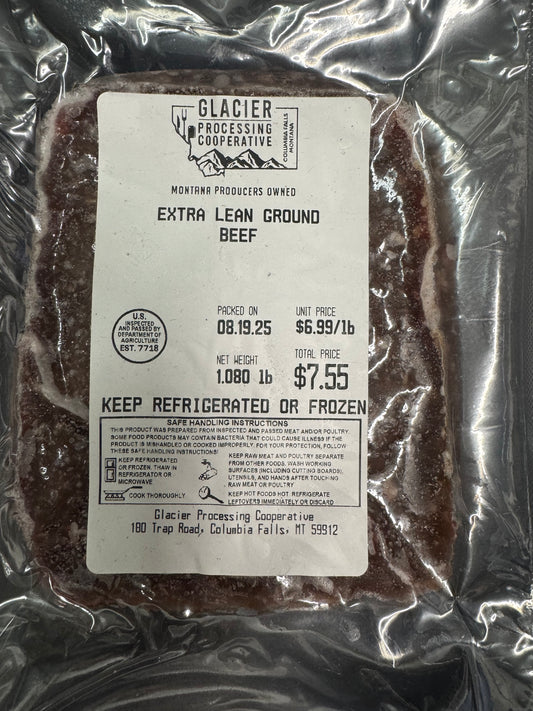 GLACIER
PROCESSING
COOPERATIVE
COLUMBIA FALLS
MONTANA
MONTANA PRODUCERS OWNED
EXTRA LEAN GROUND
BEEF
U.S.
INSPECTED
AND PASSED BY
DEPARTMENT OF
AGRICULTURE
EST. 7718
PACKED ON
08.19.25
UNIT PRICE
$6.99/lb
NET WEIGHT
1.080 lb
TOTAL PRICE
$7.55
KEEP REFRIGERATED OR FROZEN
SAFE HANDLING INSTRUCTIONS
THIS PRODUCT WAS PREPARED FROM INSPECTED AND PASSED MEAT AND/OR POULTRY.
SOME FOOD PRODUCTS MAY CONTAIN BACTERIA THAT COULD CAUSE ILLNESS IF THE
PRODUCT IS MISHANDLED OR COOKED IMPROPERLY. FOR YOUR PROTECTION, FOLLOW
THESE SAFE HANDLING INSTRUCTIONS:
KEEP REFRIGERATED
OR FROZEN. THAW IN
REFRIGERATOR OR
MICROWAVE
COOK THOROUGHLY.
KEEP RAW MEAT AND POULTRY SEPARATE
FROM OTHER FOODS. WASH WORKING
SURFACES (INCLUDING CUTTING BOARDS),
UTENSILS, AND HANDS AFTER TOUCHING
RAW MEAT OR POULTRY
KEEP HOT FOODS HOT. REFRIGERATE
LEFTOVERS IMMEDIATELY OR DISCARD
Glacier Processing Cooperative
180 Trap Road, Columbia Falls, MT 59912